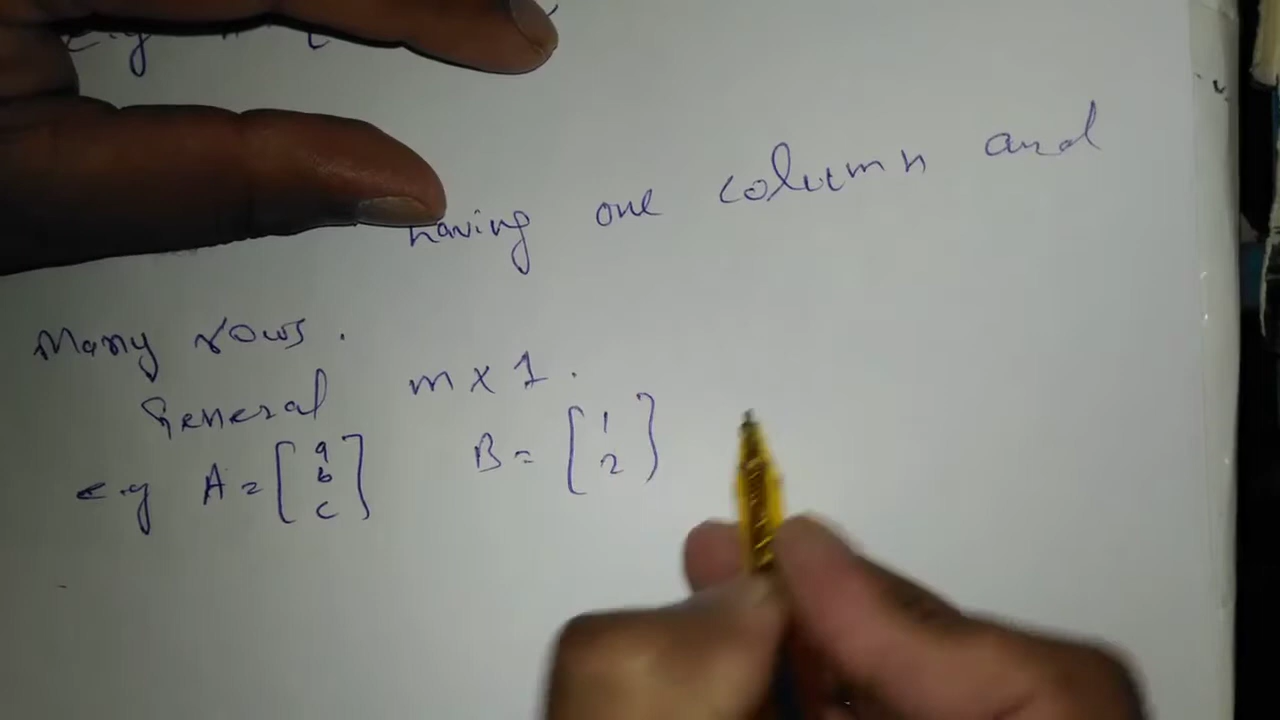 having one column and
Many rows.
General m x 1.
e.g A = [a b c] B = [1 2]